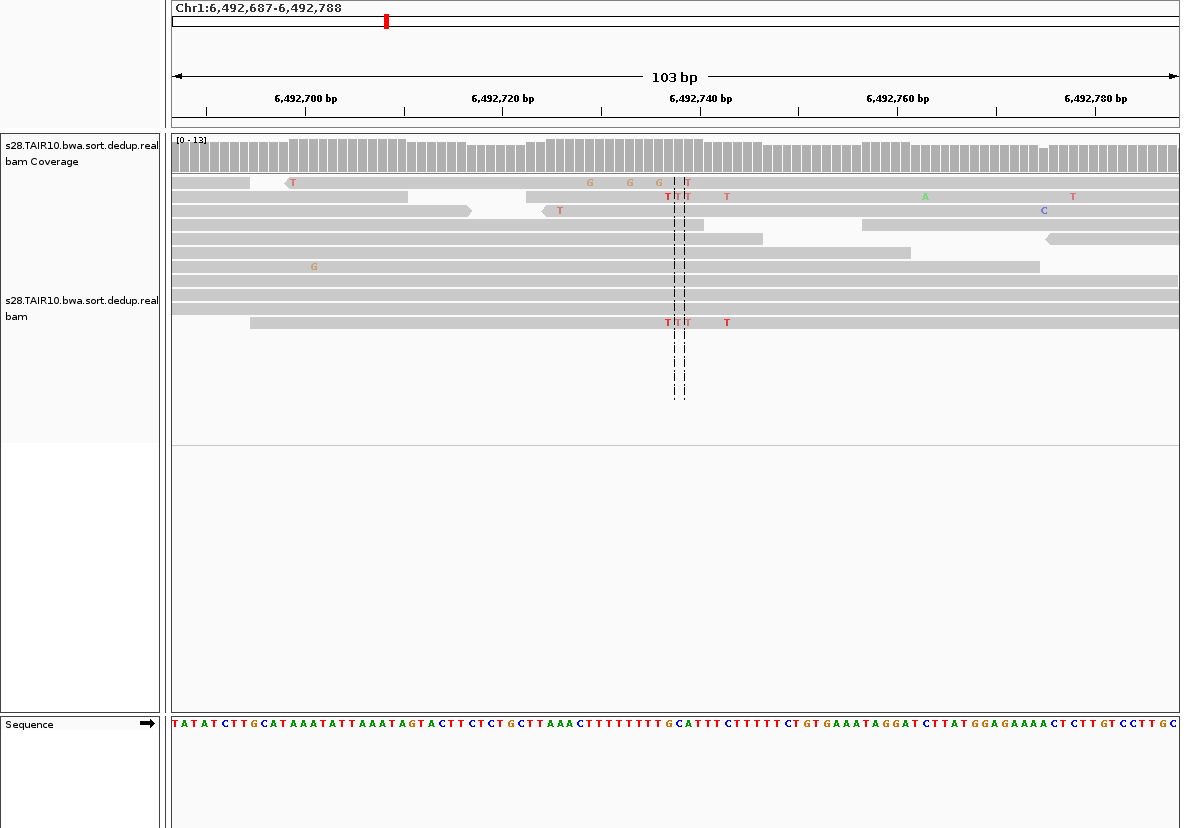 Chr1:6,492,687-6,492,788
103 bp
6,492,700 bp 6,492,720 bp 6,492,740 bp 6,492,760 bp 6,492,780 bp
s28.TAIR10.bwa.sort.dedup.real
bam Coverage
[0 - 13]
T G G G T
T T T T A T
T C
G
s28.TAIR10.bwa.sort.dedup.real
bam
T T T T
Sequence
TATATCTTGCATAAATATTAAATAGTACTTCTCTGCTTAAACTTTTTTTTGCATTTCTTTTTCTGTGAAATAGGATCTTATGGAGAAAACTCTTGTCCTTGC